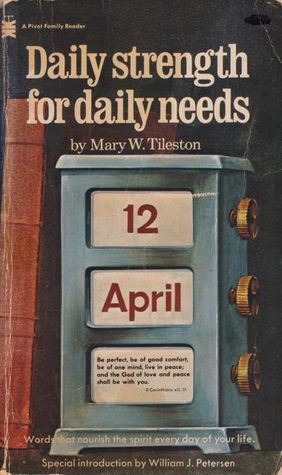 A Pivot Family Reader
Daily strength
for daily needs
by Mary W. Tileston
12
April
Be perfect, be of good comfort,
be of one mind, live in peace;
and the God of love and peace
shall be with you.
II Corinthians xiii, 11
Words that nourish the spirit every day of your life.
Special introduction by William J. Petersen